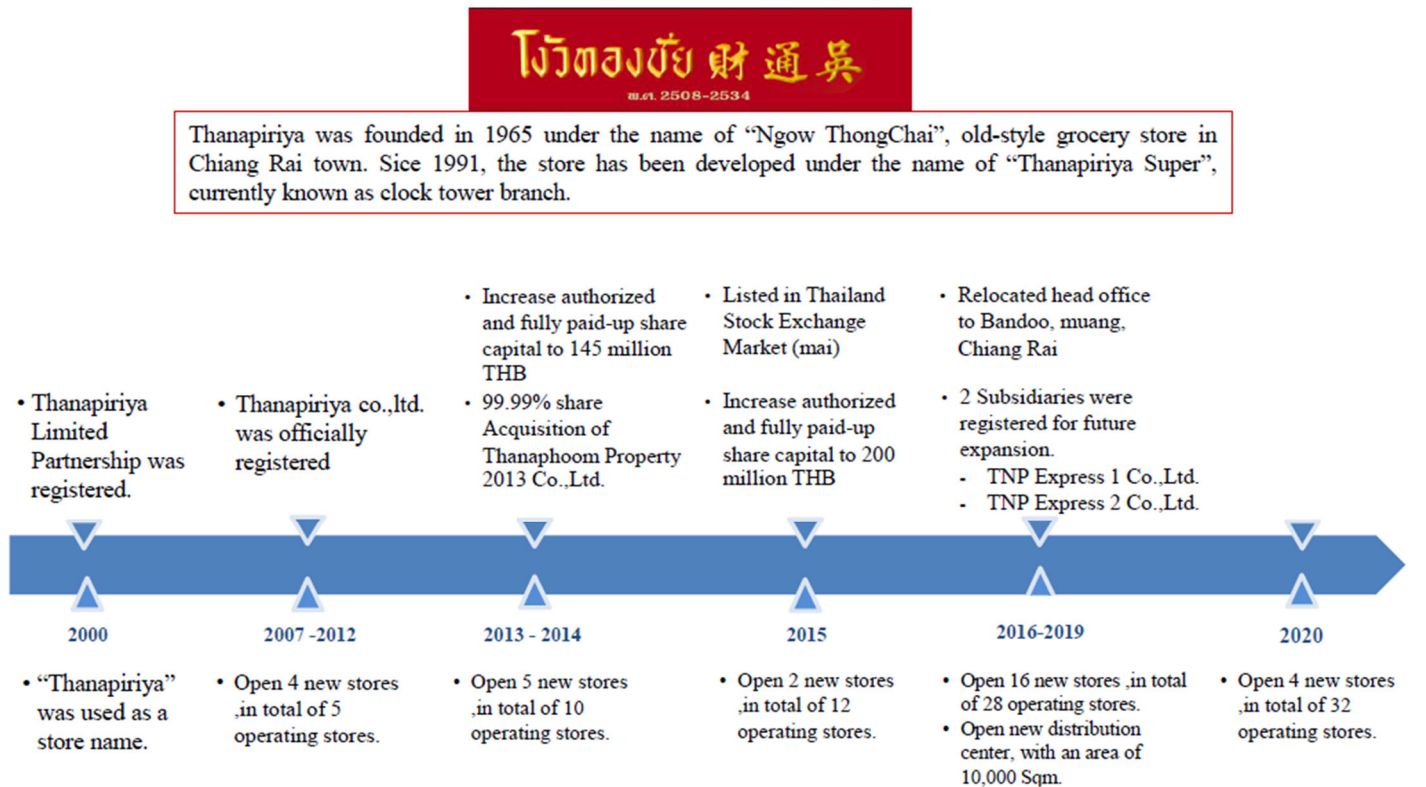 โง้วทองชัย 財通吳
พ.ศ. 2508-2534
Thanapiriya was founded in 1965 under the name of “Ngow ThongChai”, old-style grocery store in
Chiang Rai town. Sice 1991, the store has been developed under the name of “Thanapiriya Super”,
currently known as clock tower branch.
• Thanapiriya
Limited
Partnership was
registered.
• Thanapiriya co.,ltd.
was officially
registered
• Increase authorized
and fully paid-up share
capital to 145 million
THB
• 99.99% share
Acquisition of
Thanaphoom Property
2013 Co.,Ltd.
• Listed in Thailand
Stock Exchange
Market (mai)
• Increase authorized
and fully paid-up
share capital to 200
million THB
• Relocated head office
to Bandoo, muang,
Chiang Rai
• 2 Subsidiaries were
registered for future
expansion.
- TNP Express 1 Co.,Ltd.
- TNP Express 2 Co.,Ltd.
2000
2007 -2012
2013 - 2014
2015
2016-2019
2020
• “Thanapiriya”
was used as a
store name.
• Open 4 new stores
,in total of 5
operating stores.
• Open 5 new stores
,in total of 10
operating stores.
• Open 2 new stores
,in total of 12
operating stores.
• Open 16 new stores ,in total
of 28 operating stores.
• Open new distribution
center, with an area of
10,000 Sqm.
• Open 4 new stores
,in total of 32
operating stores.